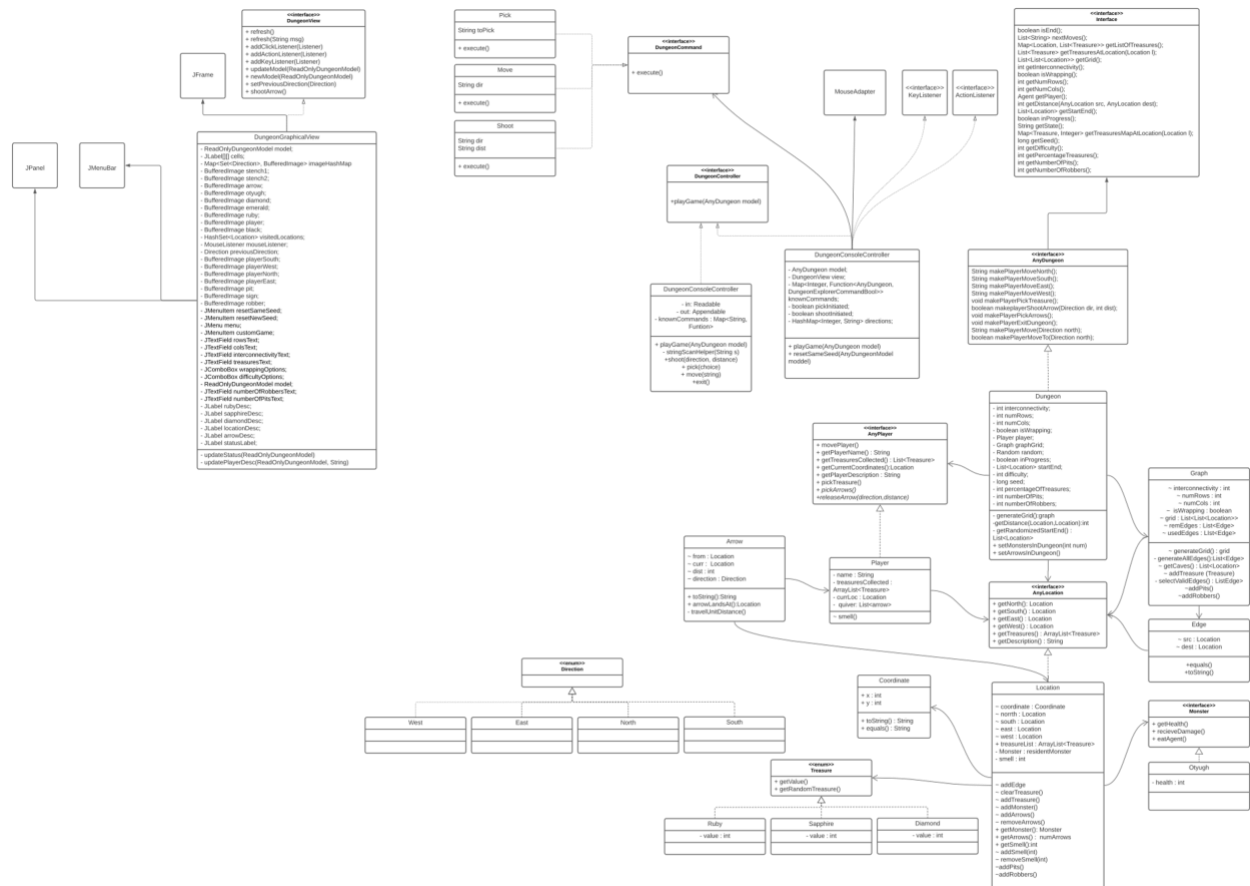 <<interface>>
DungeonView
+ refresh()
+ refresh(String msg)
+ addClickListener(Listener)
+ addActionListener(Listener)
+ addKeyListener(Listener)
+ updateModel(ReadOnlyDungeonModel)
+ newModel(ReadOnlyDungeonModel)
+ setPreviousDirection(Direction)
+ shootArrow()
JFrame
JPanel
JMenuBar
DungeonGraphicalView
- ReadOnlyDungeonModel model;
- JLabel[][] cells;
- Map<Set<Direction>, BufferedImage> imageHashMap
- BufferedImage stench1
- BufferedImage stench2
- BufferedImage arrow
- BufferedImage otyugh
- BufferedImage diamond
- BufferedImage emerald
- BufferedImage ruby
- BufferedImage player
- BufferedImage black
- HashSet<Location> visitedLocations
- MouseListener mouseListener;
- Direction previousDirection;
- BufferedImage playerSouth;
- BufferedImage playerWest;
- BufferedImage playerNorth;
- BufferedImage playerEast;
- BufferedImage pit
- BufferedImage sign;
- BufferedImage robber;
- JMenuItem resetSameSeed;
- JMenuItem resetNewSeed;
- JMenu menu;
- JMenuItem customGame;
- JTextField rowsText;
- JTextField colsText;
- JTextField interconnectivityText;
- JTextField treasuresText;
- JComboBox wrappingOptions;
- JComboBox difficultyOptions;
- ReadOnlyDungeonModel model;
- JTextField numberOfRobbersText;
- JTextField numberOfPitsText;
- JLabel rubyDesc;
- JLabel sapphireDesc;
- JLabel diamondDesc;
- JLabel locationDesc;
- JLabel arrowDesc;
- JLabel statusLabel;
- updateStatus(ReadOnlyDungeonModel)
- updatePlayerDesc(ReadOnlyDungeonModel, String)
Pick
String toPick
+ execute()
Move
String dir
+ execute()
Shoot
String dir
String dist
+ execute()
<<interface>>
DungeonCommand
+ execute()
MouseAdapter
<<interface>>
KeyListener
<<interface>>
ActionListener
<<interface>>
DungeonController
+playGame(AnyDungeon model)
DungeonConsoleController
- in: Readable
- out: Appendable
- knownCommands : Map<String,
Funtion>
+ playGame(AnyDungeon model)
- stringScanHelper(String s)
+shoot(direction, distance)
+ pick(choice)
+ move(string)
+exit()
DungeonConsoleController
- AnyDungeon model;
- DungeonView view;
- Map<Integer, Function<AnyDungeon,
DungeonExplorerCommandBool>>
knownCommands;
- boolean pickInitiated;
- boolean shootInitiated;
- HashMap<Integer, String> directions;
+ playGame(AnyDungeon model)
+ resetSameSeed(AnyDungeonModel
moddel)
<<interface>>
Interface
boolean isEnd();
List<String> nextMoves();
Map<Location, List<Treasure>> getListOfTreasures();
List<Treasure> getTreasuresAtLocation(Location l);
List<List<Location>> getGrid();
int getInterconnectivity();
boolean isWrapping();
int getNumRows();
int getNumCols();
Agent getPlayer();
int getDistance(AnyLocation src, AnyLocation dest);
List<Location> getStartEnd();
boolean inProgress();
String getState();
Map<Treasure, Integer> getTreasuresMapAtLocation(Location l);
long getSeed();
int getDifficulty();
int getPercentageTreasures();
int getNumberOfPits();
int getNumberOfRobbers();
<<interface>>
AnyDungeon
String makePlayerMoveNorth();
String makePlayerMoveSouth();
String makePlayerMoveEast();
String makePlayerMoveWest();
void makePlayerPickTreasure();
boolean makeplayerShootArrow(Direction dir, int dist);
void makePlayerPickArrows();
void makePlayerExitDungeon();
String makePlayerMove(Direction north);
boolean makePlayerMoveTo(Direction north);
Dungeon
- int interconnectivity;
- int numRows;
- int numCols;
- boolean isWrapping;
- Player player;
- Graph graphGrid;
- Random random;
- boolean inProgress;
- List<Location> startEnd;
- int difficulty;
- long seed;
- int percentageOfTreasures;
- int numberOfPits;
- int numberOfRobbers;
- generateGrid():graph
-getDistance(Location,Location):int
- getRandomizedStartEnd() :
List<Location>
+ setMonstersInDungeon(int num)
+ setArrowsInDungeon()
<<interface>>
AnyPlayer
+ movePlayer()
+ getPlayerName() : String
+ getTreasuresCollected() : List<Treasure>
+ getCurrentCoordinates():Location
+ getPlayerDescription : String
+ pickTreasure()
+ pickArrows()
+releaseArrow(direction,distance)
Graph
~ interconnectivity : int
~ numRows : int
~ numCols : int
~ isWrapping : boolean
~ grid : List<List<Location>>
~ remEdges : List<Edge>
~ usedEdges : LIst<Edge>
~ generateGrid() : grid
- generateAllEdges():List<Edge>
~ getCaves() : List<Location>
~ addTreasure (Treasure)
- selectValidEdges() : ListEdge>
~addPits()
~addRobbers()
Arrow
~ from : Location
~ curr : Location
~ dist : int
~ direction : Direction
+ toString():String
+ arrowLandsAt():Location
- travelUnitDistance()
Player
- name : String
- treasuresCollected :
ArrayList<Treasure>
- currLoc : Location
- quiver: List<arrow>
~ smell()
<<interface>>
AnyLocation
+ getNorth(): Location
+ getSouth() : Location
+ getEast() : Location
+ getWest() : Location
+ getTreasures() : ArrayList<Treasure>
+ getDescription() : String
Edge
~ src : Location
~ dest : Location
+equals()
+toString()
<<enum>>
Direction
West
East
North
South
Coordinate
+ x : int
+ y : int
+ toString() : String
+ equals() : String
Location
~ coordinate : Coordinate
~ norrth : Location
~ south : Location
~ east : Location
~ west : Location
+ treasureList : ArrayList<Treasure>
- Monster : residentMonster
- smell : int
~ addEdge
~ clearTreasure()
~ addTreasure()
~ addMonster()
~ addArrows()
~ removeArrows()
+ getMonster(): Monster
+ getArrows() : numArrows
+ getSmell():int
~ addSmell(int)
~ removeSmell(int)
~addPits()
~addRobbers()
<<interface>>
Monster
+ getHealth()
+ recieveDamage()
+ eatAgent()
Otyugh
- health : int
<<enum>>
Treasure
+ getValue()
+ getRandomTreasure()
Ruby
- value : int
Sapphire
- value : int
Diamond
- value : int